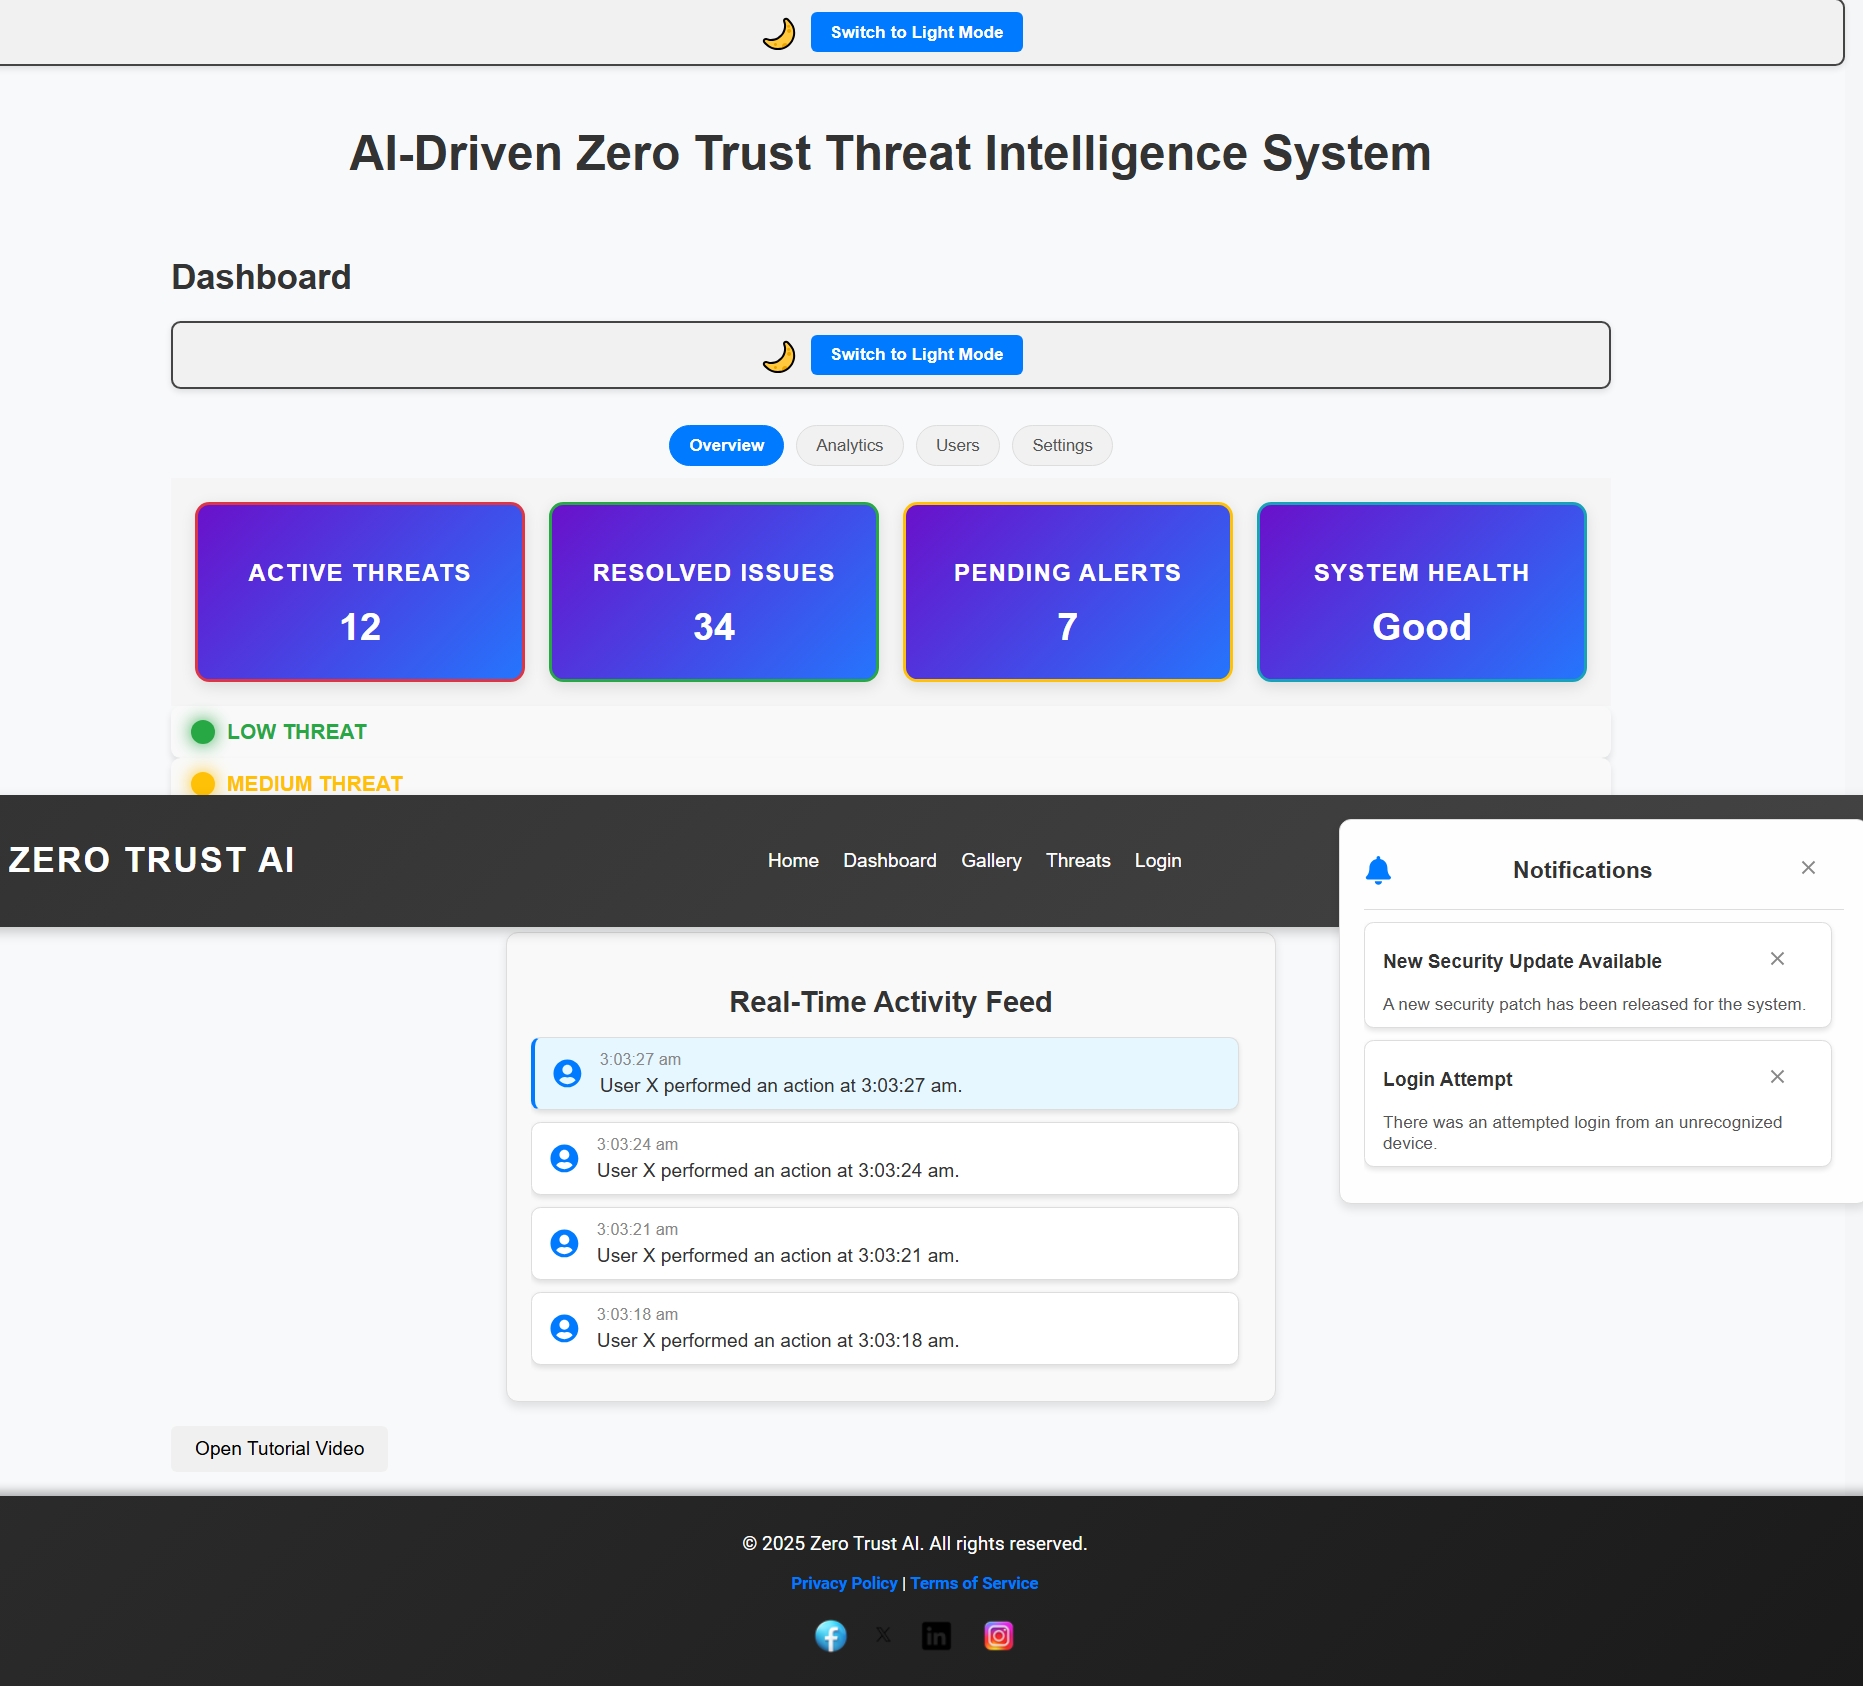 Switch to Light Mode
AI-Driven Zero Trust Threat Intelligence System
Dashboard
Switch to Light Mode
Overview Analytics Users Settings
ACTIVE THREATS
12
RESOLVED ISSUES
34
PENDING ALERTS
7
SYSTEM HEALTH
Good
LOW THREAT
MEDIUM THREAT
ZERO TRUST AI
Home Dashboard Gallery Threats Login
Notifications
New Security Update Available
A new security patch has been released for the system.
Login Attempt
There was an attempted login from an unrecognized
device.
Real-Time Activity Feed
3:03:27 am
User X performed an action at 3:03:27 am.
3:03:24 am
User X performed an action at 3:03:24 am.
3:03:21 am
User X performed an action at 3:03:21 am.
3:03:18 am
User X performed an action at 3:03:18 am.
Open Tutorial Video
© 2025 Zero Trust AI. All rights reserved.
Privacy Policy | Terms of Service